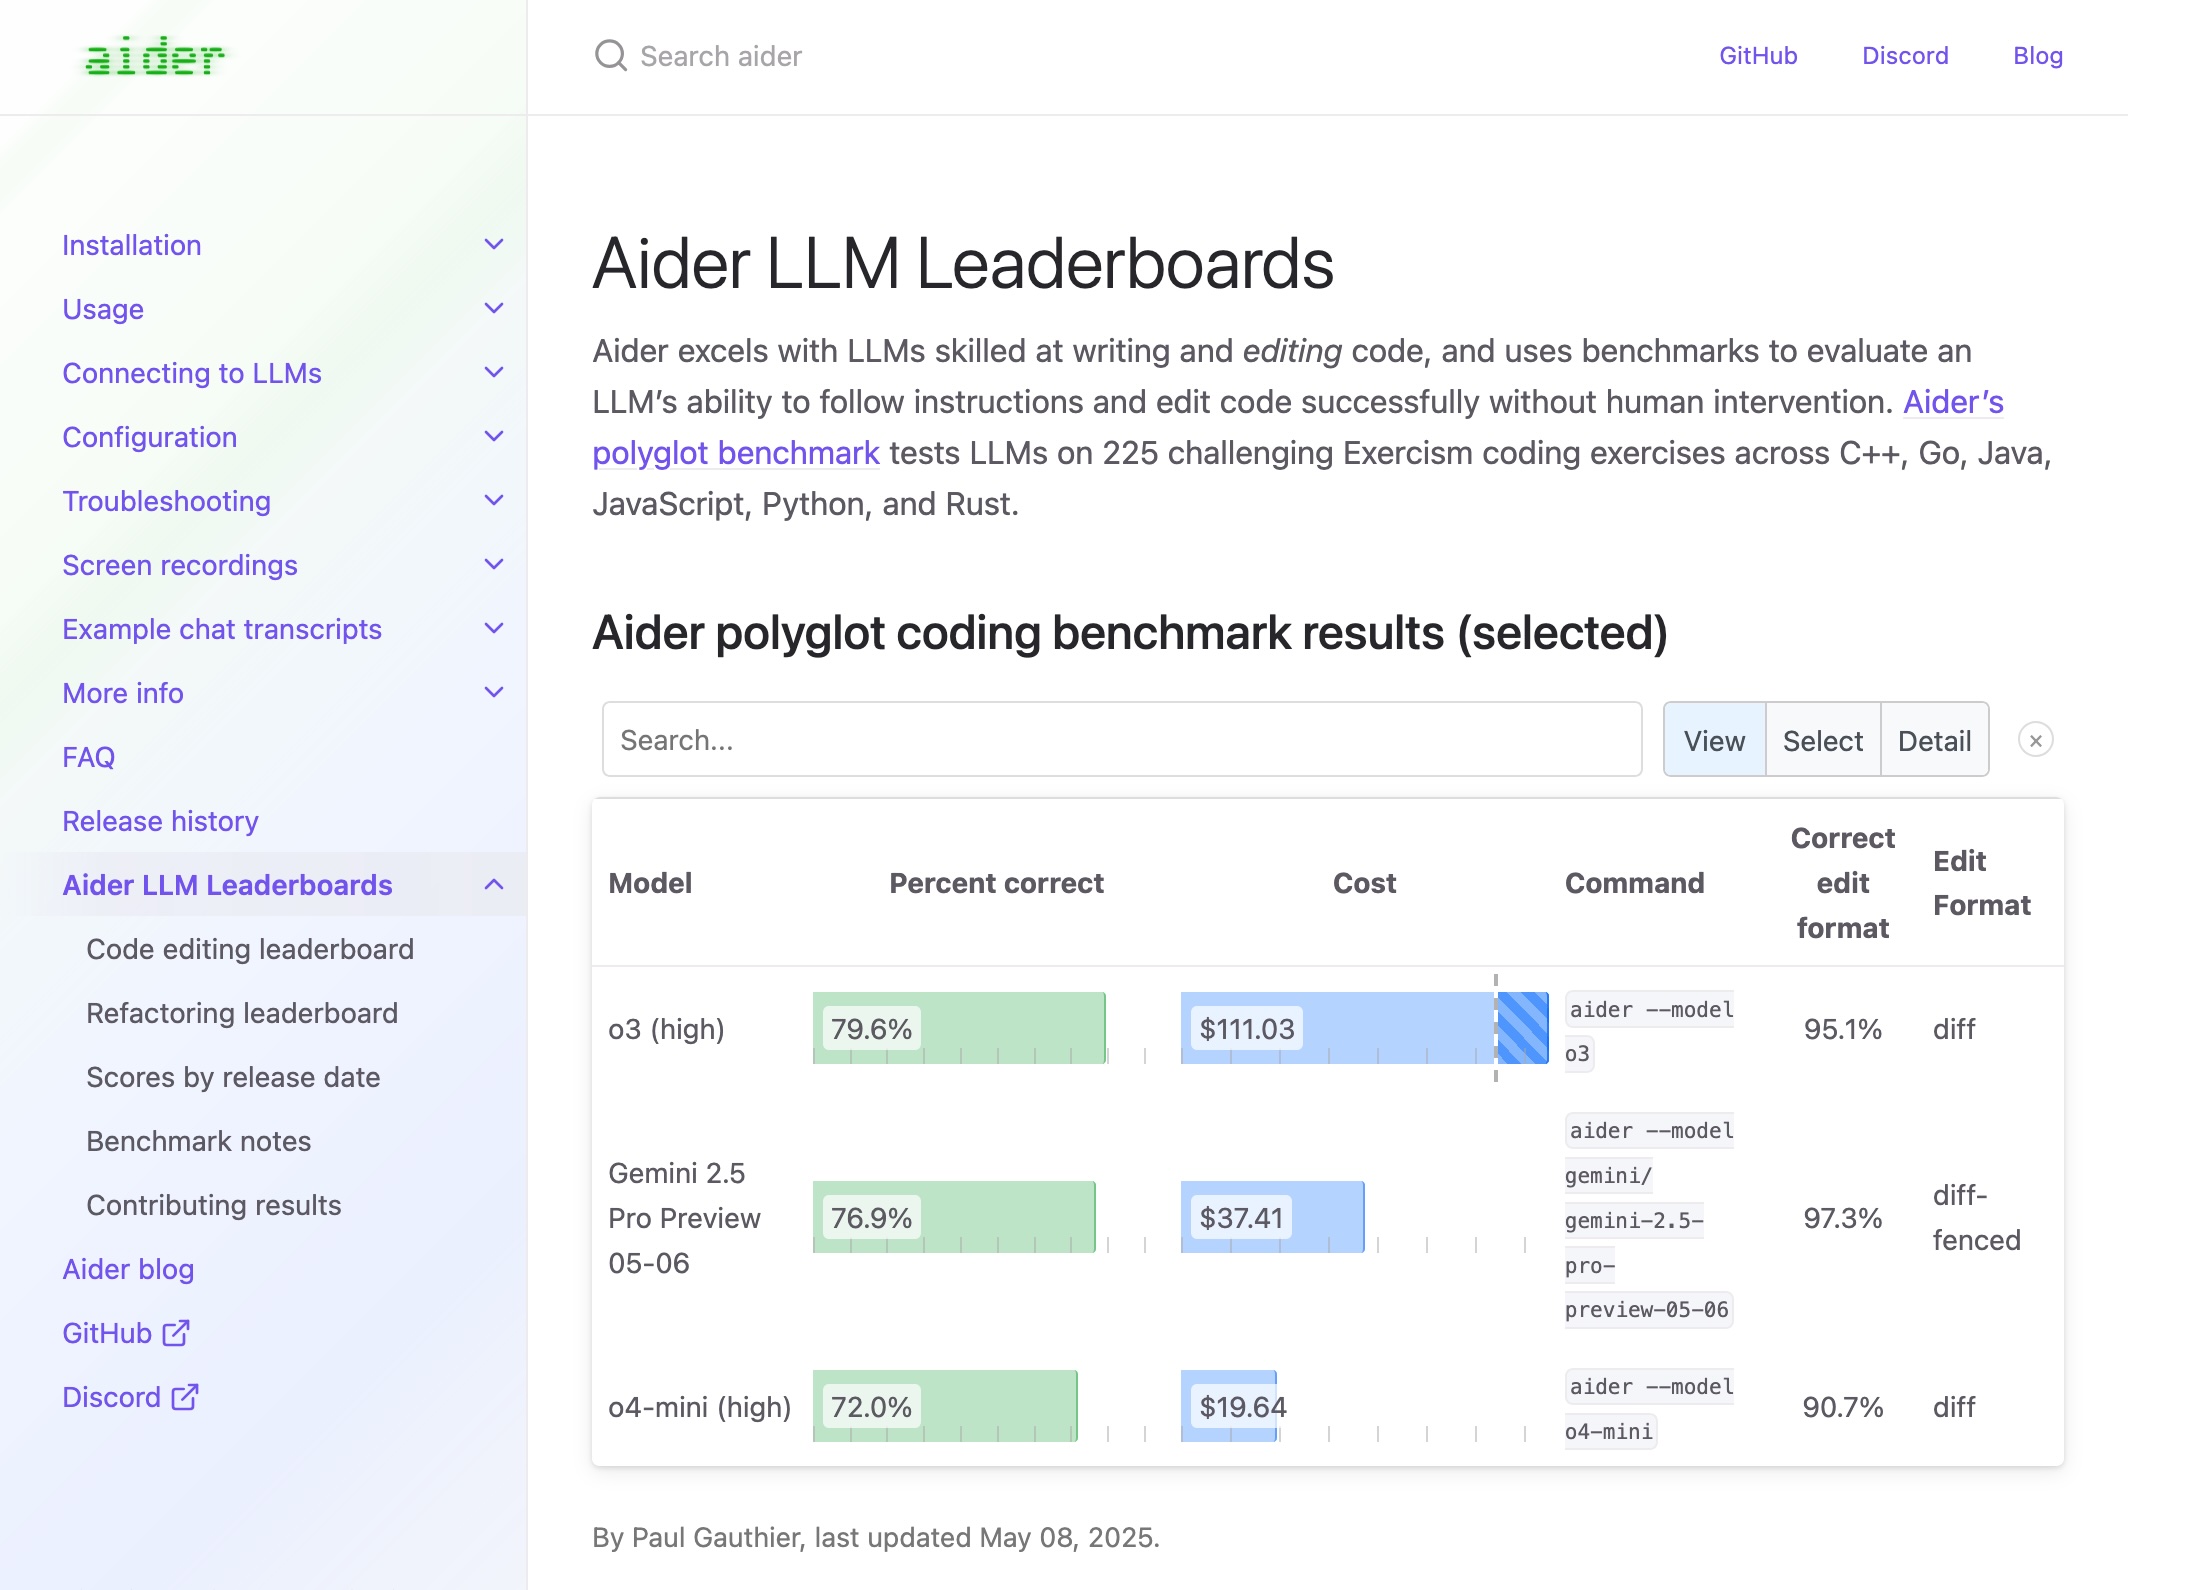 aider
Search aider
GitHub
Discord
Blog
Installation
Usage
Connecting to LLMs
Configuration
Troubleshooting
Screen recordings
Example chat transcripts
More info
FAQ
Release history
Aider LLM Leaderboards
Code editing leaderboard
Refactoring leaderboard
Scores by release date
Benchmark notes
Contributing results
Aider blog
GitHub
Discord
Aider LLM Leaderboards
Aider excels with LLMs skilled at writing and editing code, and uses benchmarks to evaluate an
LLM’s ability to follow instructions and edit code successfully without human intervention. Aider’s
polyglot benchmark tests LLMs on 225 challenging Exercism coding exercises across C++, Go, Java,
JavaScript, Python, and Rust.
Aider polyglot coding benchmark results (selected)
Search...
View
Select
Detail
Model
Percent correct
Cost
Command
Correct
edit
format
Edit
Format
o3 (high)
79.6%
$111.03
aider --model
o3
95.1%
diff
Gemini 2.5
Pro Preview
05-06
76.9%
$37.41
aider --model
gemini/
gemini-2.5-
pro-
preview-05-06
97.3%
diff-
fenced
o4-mini (high)
72.0%
$19.64
aider --model
o4-mini
90.7%
diff
By Paul Gauthier, last updated May 08, 2025.